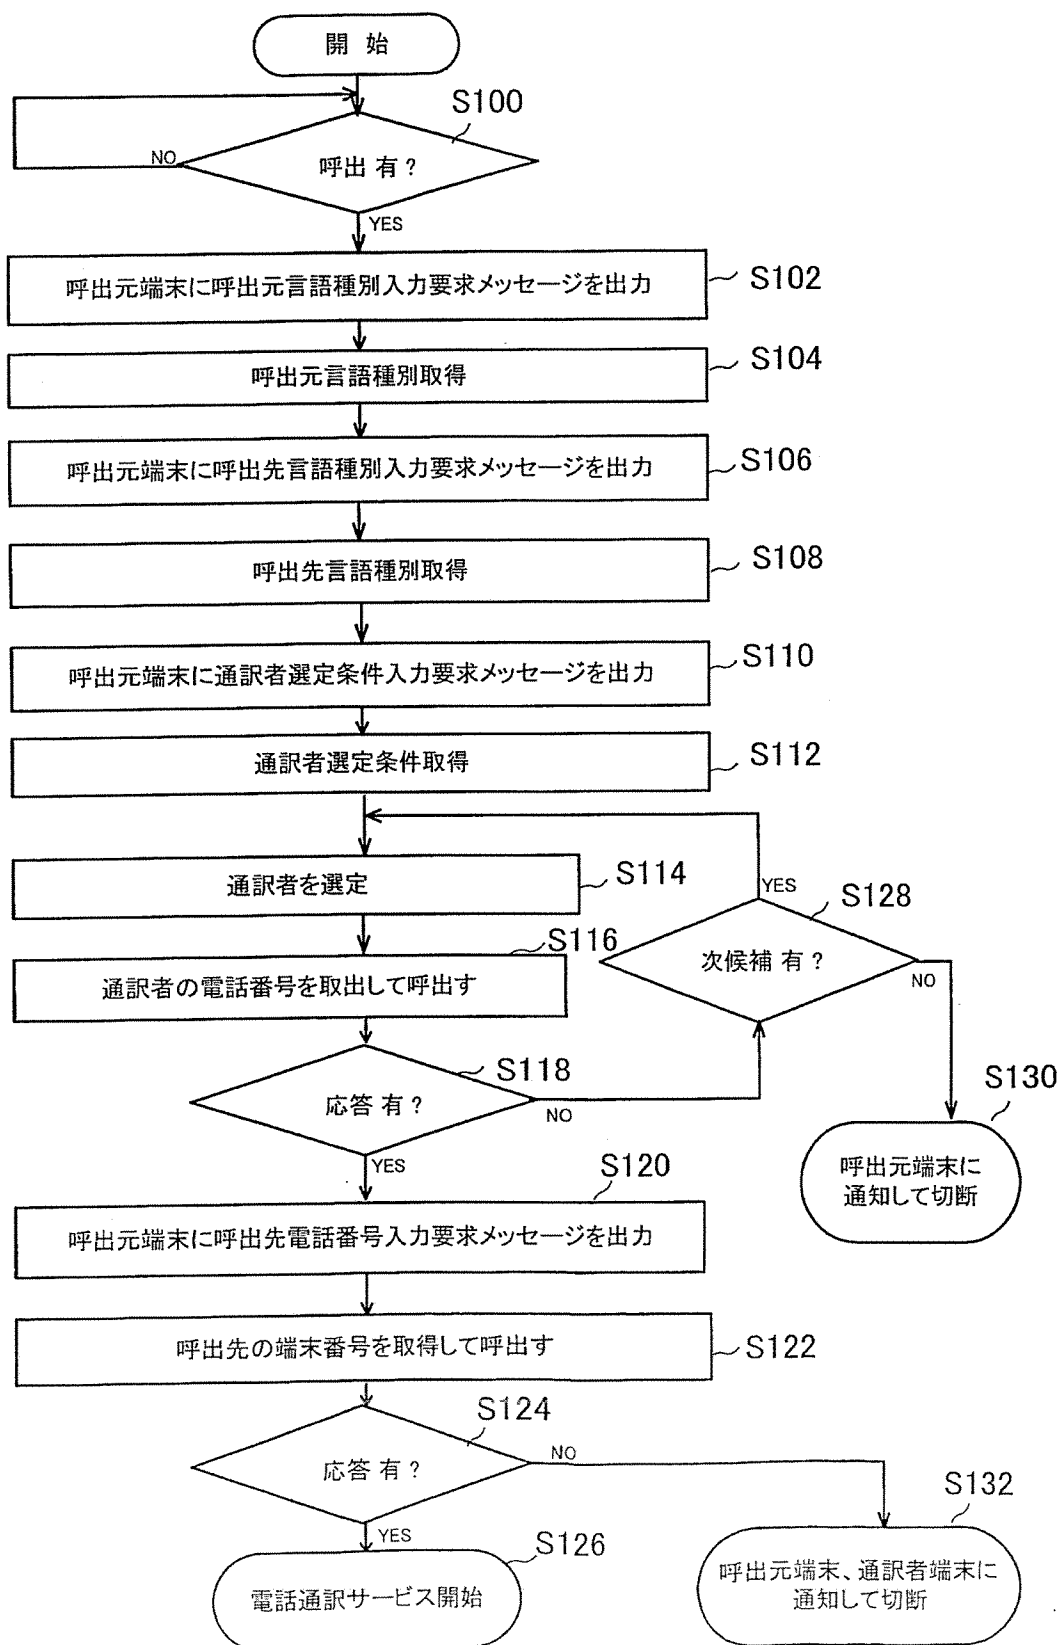 開 始
S100
呼出 有?
NO
YES
呼出元端末に呼出元言語種別入力要求メッセージを出力
S102
呼出元言語種別取得
S104
呼出元端末に呼出先言語種別入力要求メッセージを出力
S106
呼出先言語種別取得
S108
呼出元端末に通訳者選定条件入力要求メッセージを出力
S110
通訳者選定条件取得
S112
通訳者を選定
S114
YES
S128
次候補 有?
NO
S116
通訳者の電話番号を取出して呼出す
S118
応答 有?
NO
YES
S130
呼出元端末に
通知して切断
S120
呼出元端末に呼出先電話番号入力要求メッセージを出力
呼出先の端末番号を取得して呼出す
S122
S124
応答 有?
NO
YES
S126
電話通訳サービス開始
S132
呼出元端末、通訳者端末に
通知して切断